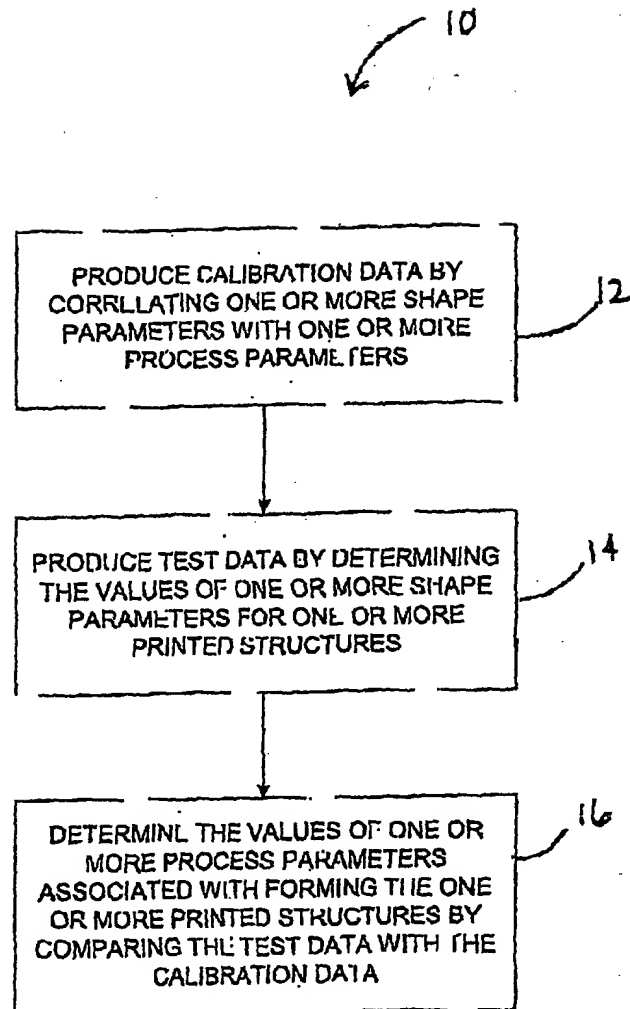 10
PRODUCE CALIBRATION DATA BY
CORRELATING ONE OR MORE SHAPE
PARAMETERS WITH ONE OR MORE
PROCESS PARAMETERS
12
PRODUCE TEST DATA BY DETERMINING
THE VALUES OF ONE OR MORE SHAPE
PARAMETERS FOR ONE OR MORE
PRINTED STRUCTURES
14
DETERMINE THE VALUES OF ONE OR
MORE PROCESS PARAMETERS
ASSOCIATED WITH FORMING THE ONE
OR MORE PRINTED STRUCTURES BY
COMPARING THE TEST DATA WITH THE
CALIBRATION DATA
16